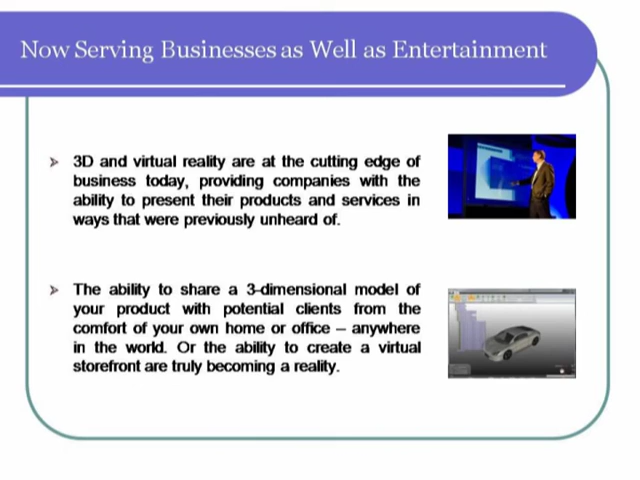 Now Serving Businesses as Well as Entertainment
3D and virtual reality are at the cutting edge of
business today, providing companies with the
ability to present their products and services in
ways that were previously unheard of.
The ability to share a 3-dimensional model of
your product with potential clients from the
comfort of your own home or office – anywhere
in the world. Or the ability to create a virtual
storefront are truly becoming a reality.